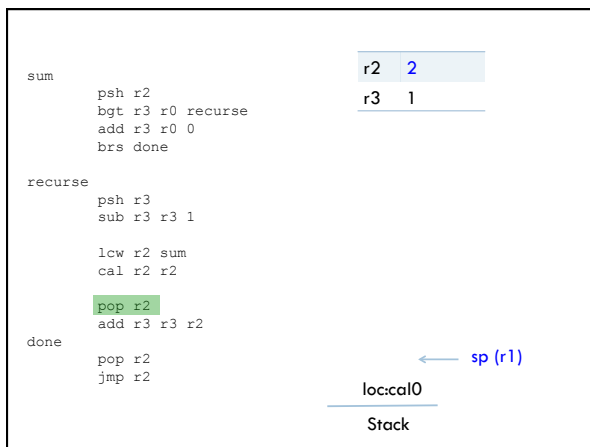 sum
psh r2
bgt r3 r0 recurse
add r3 r0 0
brs done
recurse
psh r3
sub r3 r3 1
lcw r2 sum
cal r2 r2
pop r2
add r3 r3 r2
done
pop r2
jmp r2
r2 2
r3 1
sp (r1)
loc:cal0
Stack